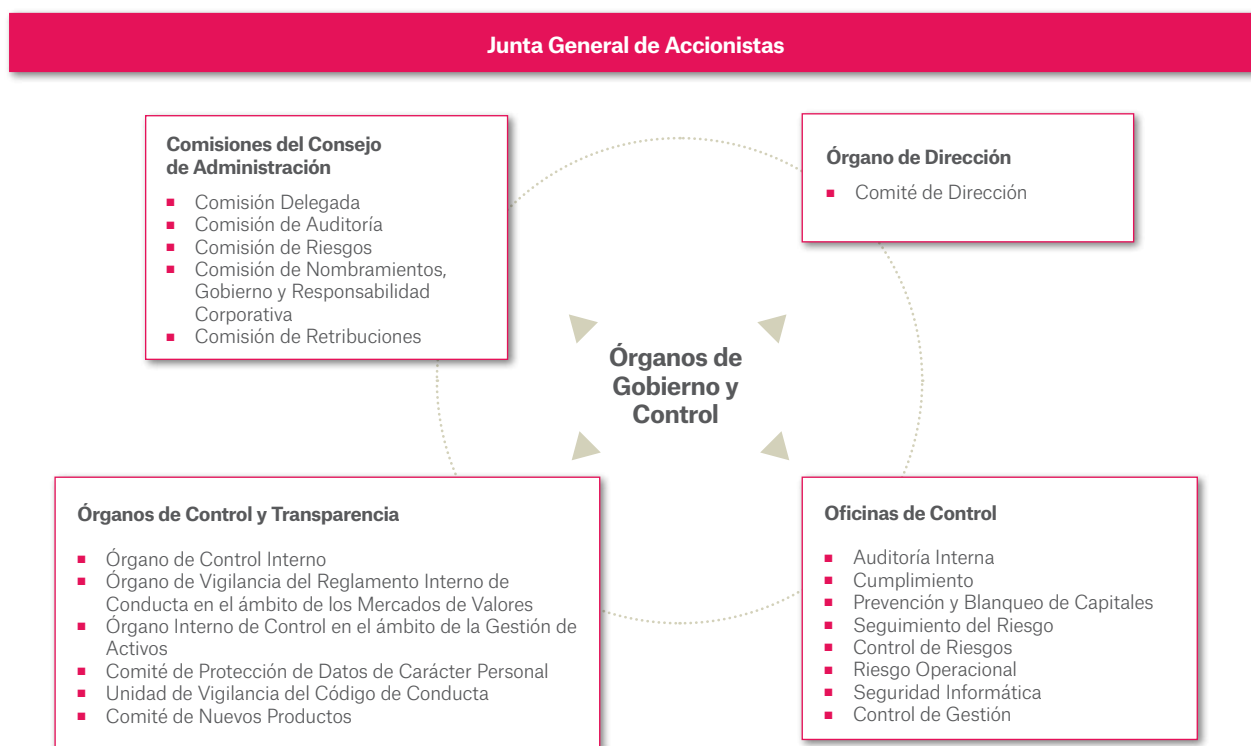 Junta General de Accionistas
Comisiones del Consejo
de Administración
■ Comisión Delegada
■ Comisión de Auditoría
■ Comisión de Riesgos
■ Comisión de Nombramientos,
Gobierno y Responsabilidad
Corporativa
■ Comisión de Retribuciones
Órgano de Dirección
■ Comité de Dirección
Órganos de
Gobierno y
Control
Órganos de Control y Transparencia
■ Órgano de Control Interno
■ Órgano de Vigilancia del Reglamento Interno de
Conducta en el ámbito de los Mercados de Valores
■ Órgano Interno de Control en el ámbito de la Gestión de
Activos
■ Comité de Protección de Datos de Carácter Personal
■ Unidad de Vigilancia del Código de Conducta
■ Comité de Nuevos Productos
Oficinas de Control
■ Auditoría Interna
■ Cumplimiento
■ Prevención y Blanqueo de Capitales
■ Seguimiento del Riesgo
■ Control de Riesgos
■ Riesgo Operacional
■ Seguridad Informática
■ Control de Gestión